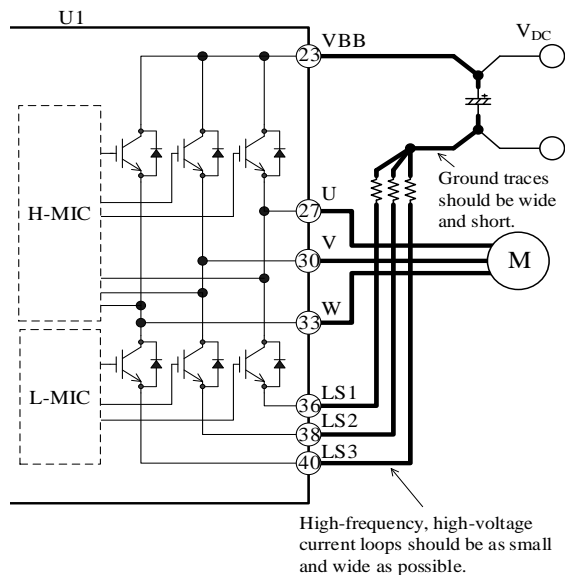 U1
VBB
V_DC
23
H-MIC
Ground traces
should be wide
and short.
U
27
V
30
M
W
33
L-MIC
LS1
36
LS2
38
LS3
40
High-frequency, high-voltage
current loops should be as small
and wide as possible.